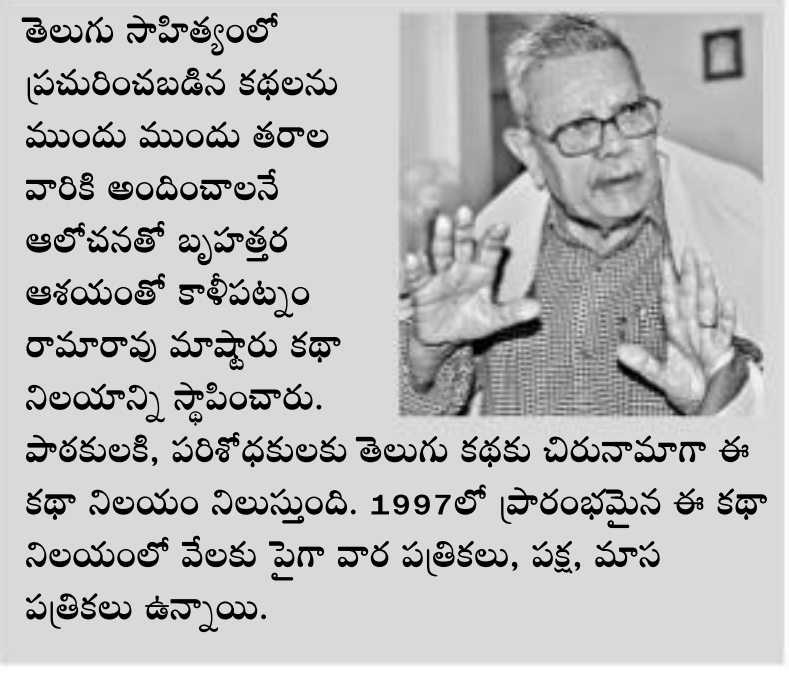 తెలుగు సాహిత్యంలో
ప్రచురించబడిన కథలను
ముందు ముందు తరాల
వారికి అందించాలనే
ఆలోచనతో బృహత్తర
ఆశయంతో కాళీపట్నం
రామారావు మాష్టారు కథా
నిలయాన్ని స్థాపించారు.
పాఠకులకి, పరిశోధకులకు తెలుగు కథకు చిరునామాగా ఈ
కథా నిలయం నిలుస్తుంది. 1997లో ప్రారంభమైన ఈ కథా
నిలయంలో వేలకు పైగా వార పత్రికలు, పక్ష, మాస
పత్రికలు ఉన్నాయి.